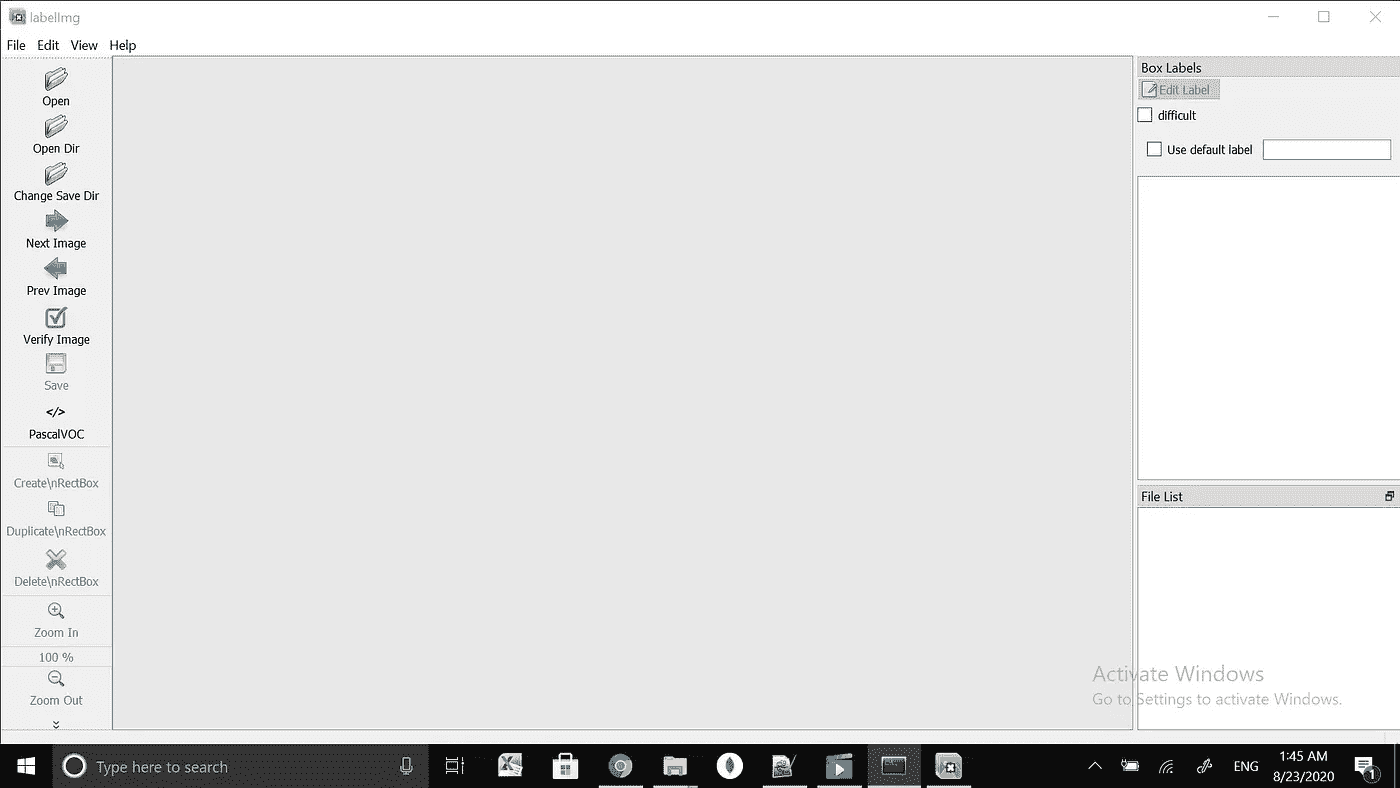 labelImg
File Edit View Help
Open
Open Dir
Change Save Dir
Next Image
Prev Image
Verify Image
Save
</>
PascalVOC
Create\nRectBox
Duplicate\nRectBox
Delete\nRectBox
Zoom In
100 %
Zoom Out
Box Labels
Edit Label
difficult
Use default label
File List
Activate Windows
Go to Settings to activate Windows.
Type here to search
ENG
1:45 AM
8/23/2020
1